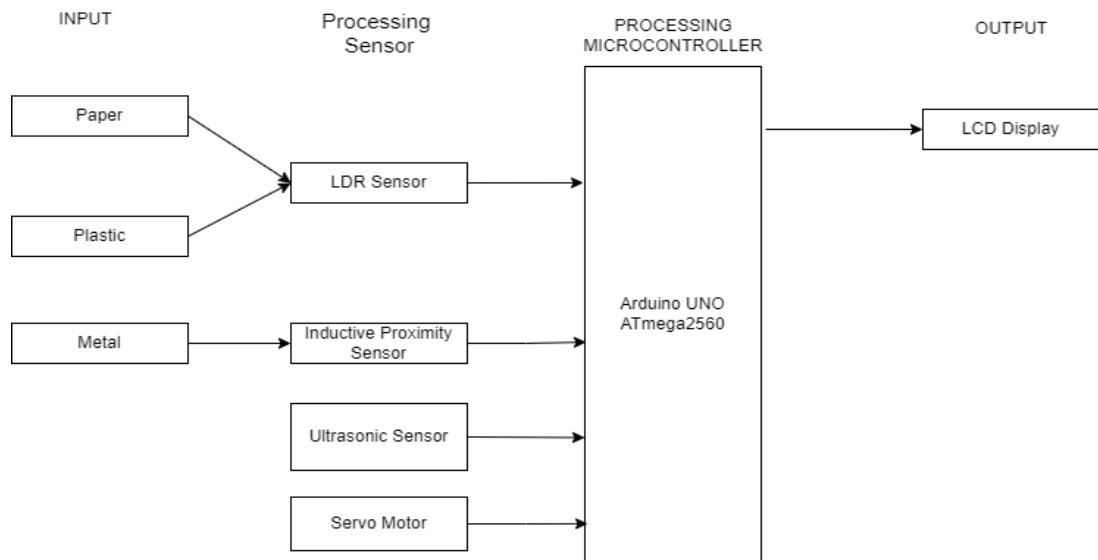 INPUT
Processing
Sensor
PROCESSING
MICROCONTROLLER
OUTPUT
Paper
LCD Display
LDR Sensor
Plastic
Arduino UNO
ATmega2560
Metal
Inductive Proximity
Sensor
Ultrasonic Sensor
Servo Motor